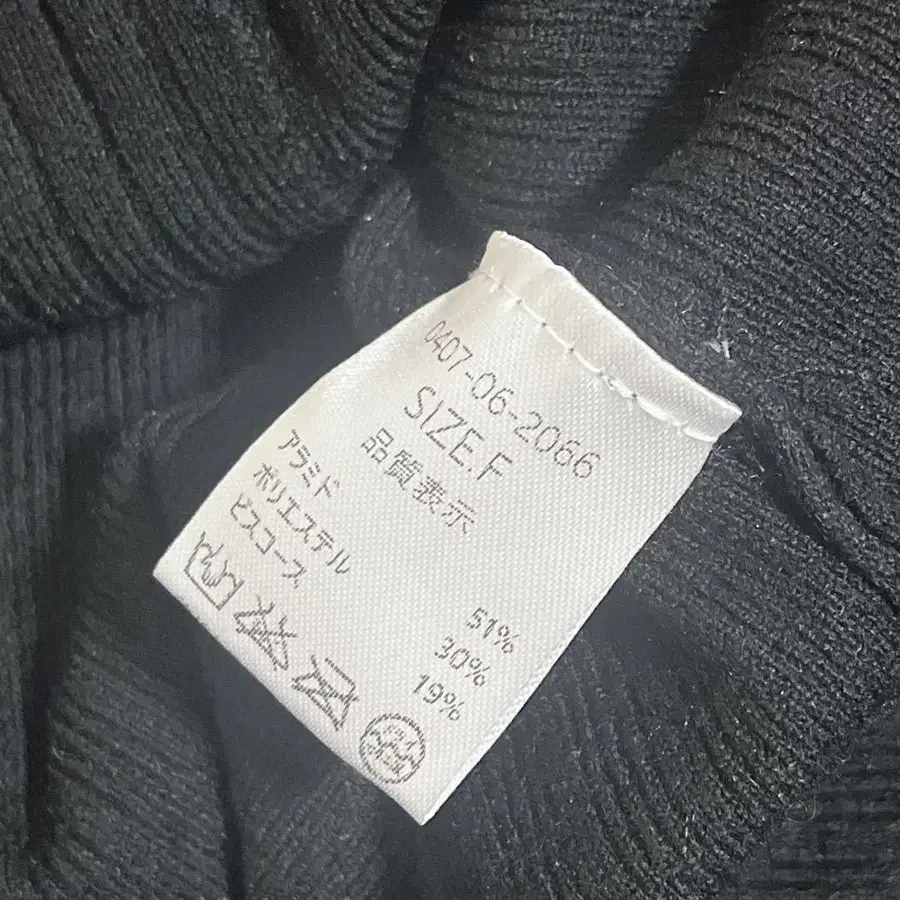 0407-06-2066
SIZE.F
品質表示
アラミド 51%
ポリエステル 30%
ビスコース 19%